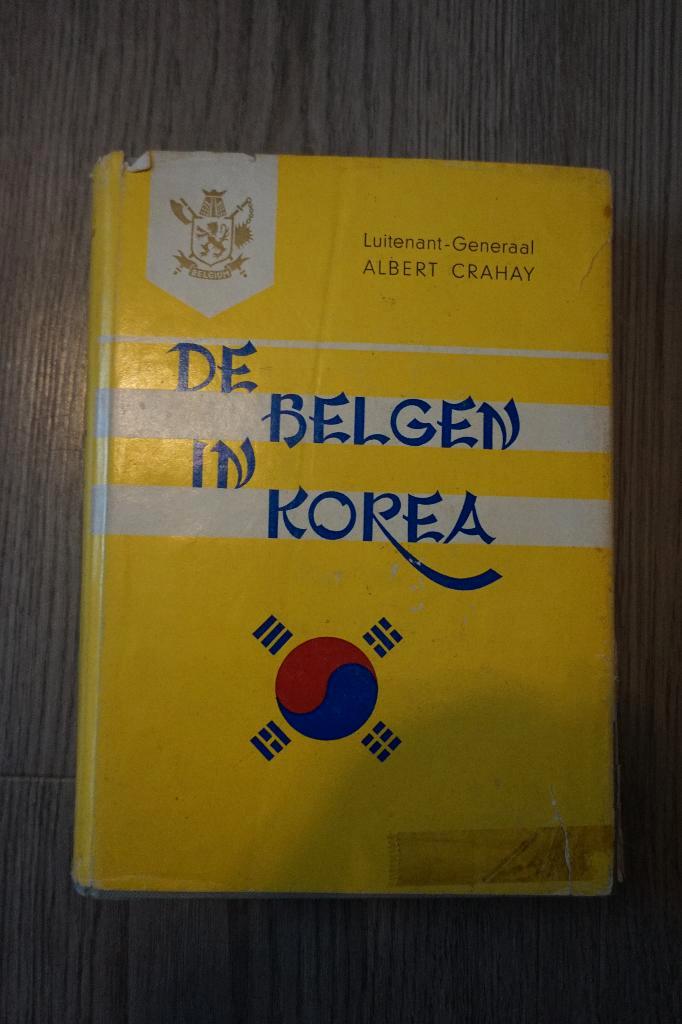 BELGIUM
Luitenant-Generaal
ALBERT CRAHAY
DE
BELGEN
IN
KOREA